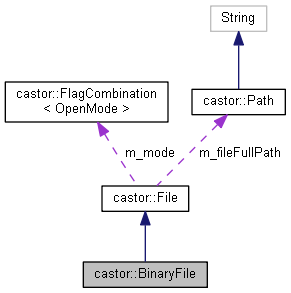 String
castor::FlagCombination
< OpenMode >
castor::Path
m_mode
m_fileFullPath
castor::File
castor::BinaryFile